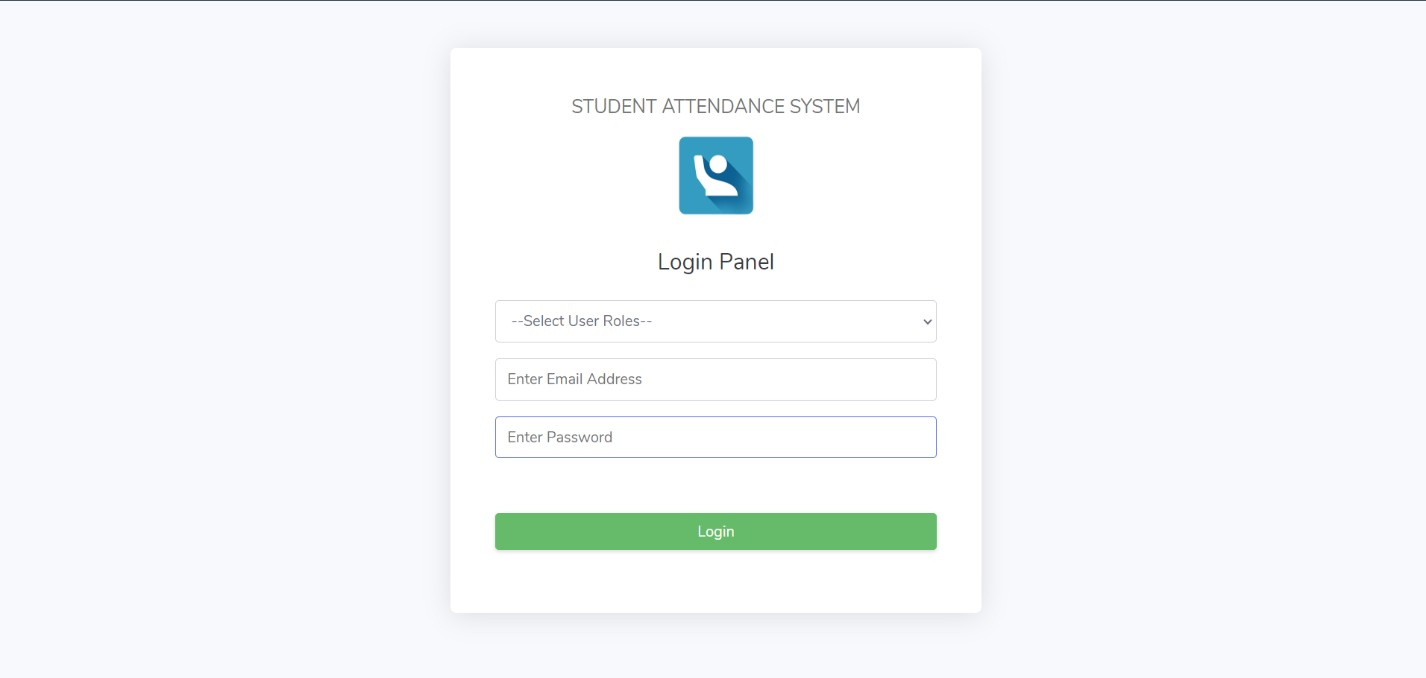 STUDENT ATTENDANCE SYSTEM
Login Panel
--Select User Roles--
Enter Email Address
Enter Password
Login